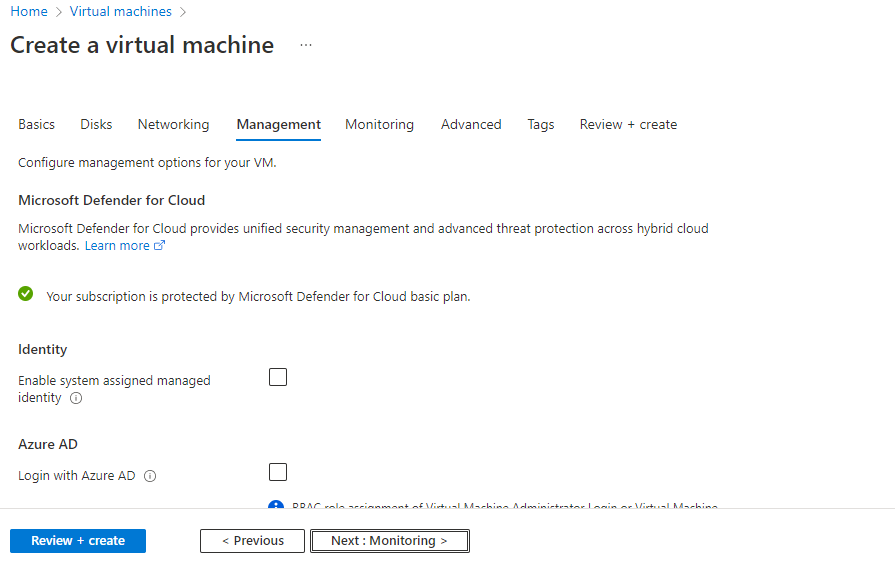 Home > Virtual machines >
Create a virtual machine ...
Basics Disks Networking Management Monitoring Advanced Tags Review + create
Configure management options for your VM.
Microsoft Defender for Cloud
Microsoft Defender for Cloud provides unified security management and advanced threat protection across hybrid cloud
workloads. Learn more
Your subscription is protected by Microsoft Defender for Cloud basic plan.
Identity
Enable system assigned managed
identity
Azure AD
Login with Azure AD
RBAC role assignment of Virtual Machine Administrator Login or Virtual Machine
Review + create < Previous Next : Monitoring >